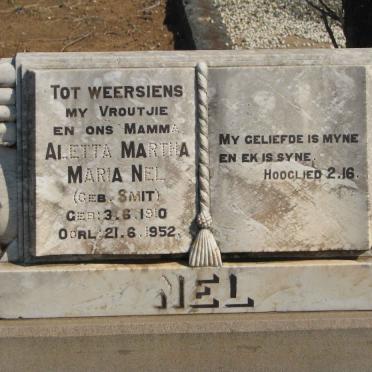 TOT WEERSIENS
MY VROUTJIE
EN ONS MAMMA
ALETTA MARTHA
MARIA NEL
(GEB. SMIT)
GEB: 3.6.1910
OORL: 21.6.1952.
MY GELIEFDE IS MYNE
EN EK IS SYNE.
HOOGLIED 2.16.
NEL